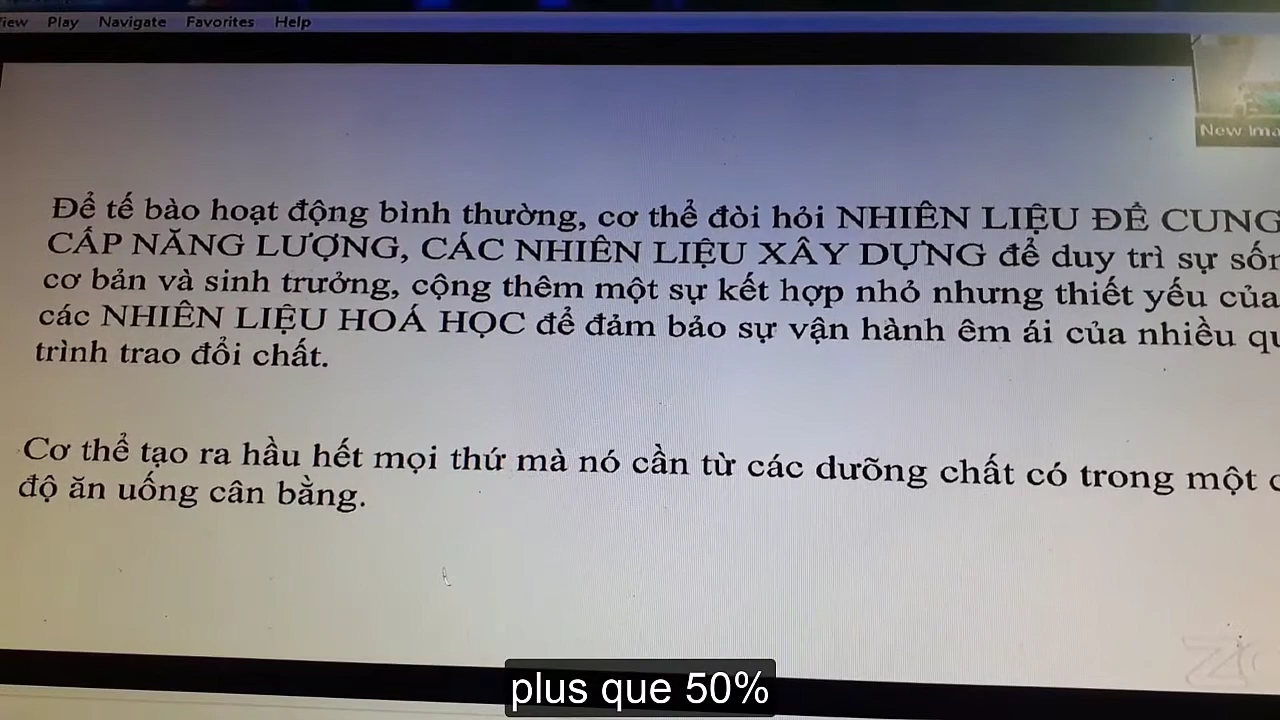 View Play Navigate Favorites Help
New Ima
Để tế bào hoạt động bình thường, cơ thể đòi hỏi NHIÊN LIỆU ĐỂ CUNG
CẤP NĂNG LƯỢNG, CÁC NHIÊN LIỆU XÂY DỰNG để duy trì sự sốn
cơ bản và sinh trưởng, cộng thêm một sự kết hợp nhỏ nhưng thiết yếu của
các NHIÊN LIỆU HOÁ HỌC để đảm bảo sự vận hành êm ái của nhiều qu
trình trao đổi chất.
Cơ thể tạo ra hầu hết mọi thứ mà nó cần từ các dưỡng chất có trong một c
độ ăn uống cân bằng.
plus que 50%